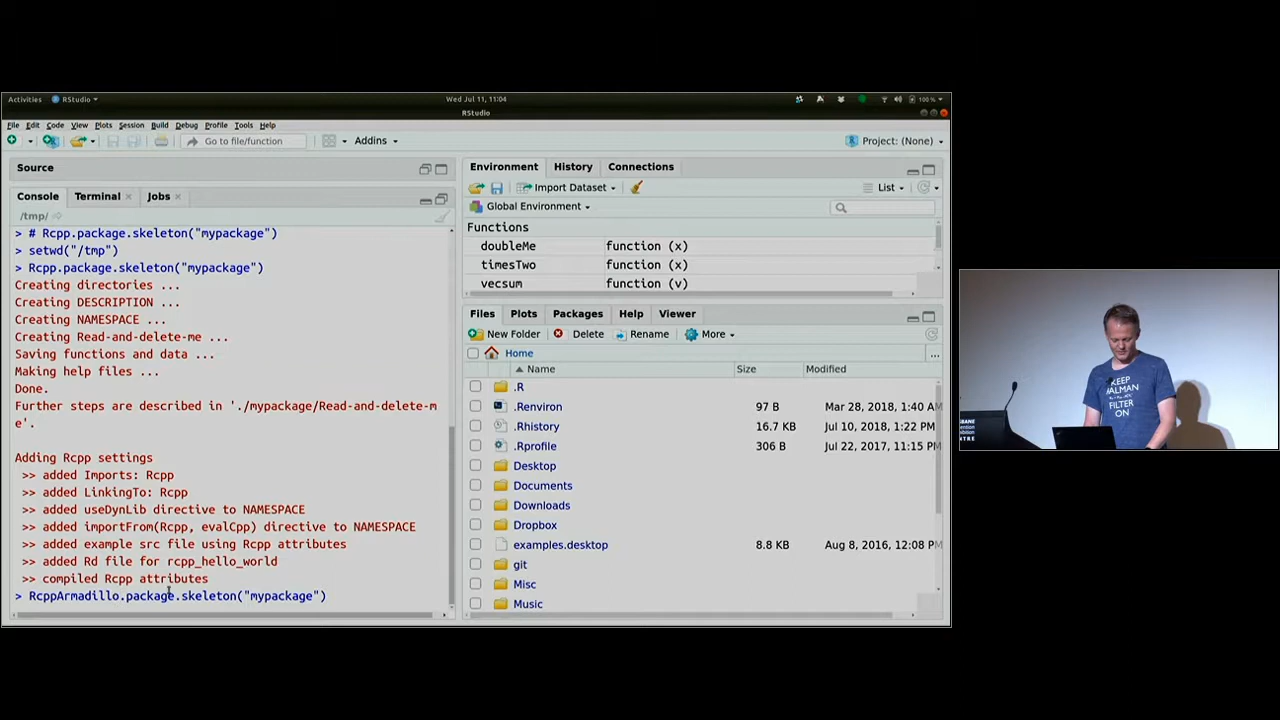 Activities RStudio Wed Jul 11, 11:04 100 %
RStudio
File Edit Code View Plots Session Build Debug Profile Tools Help
Go to file/function Addins Project: (None)
Source
Console Terminal Jobs
/tmp/
> # Rcpp.package.skeleton("mypackage")
> setwd("/tmp")
> Rcpp.package.skeleton("mypackage")
Creating directories ...
Creating DESCRIPTION ...
Creating NAMESPACE ...
Creating Read-and-delete-me ...
Saving functions and data ...
Making help files ...
Done.
Further steps are described in './mypackage/Read-and-delete-m
e'.
Adding Rcpp settings
>> added Imports: Rcpp
>> added LinkingTo: Rcpp
>> added useDynLib directive to NAMESPACE
>> added importFrom(Rcpp, evalCpp) directive to NAMESPACE
>> added example src file using Rcpp attributes
>> added Rd file for rcpp_hello_world
>> compiled Rcpp attributes
> RcppArmadillo.package.skeleton("mypackage")
Environment History Connections
Import Dataset List
Global Environment
Functions
doubleMe function (x)
timesTwo function (x)
vecsum function (v)
Files Plots Packages Help Viewer
New Folder Delete Rename More
Home ...
Name Size Modified
.R
.Renviron 97 B Mar 28, 2018, 1:40 AM
.Rhistory 16.7 KB Jul 10, 2018, 1:22 PM
.Rprofile 306 B Jul 22, 2017, 11:15 PM
Desktop
Documents
Downloads
Dropbox
examples.desktop 8.8 KB Aug 8, 2016, 12:08 PM
git
Misc
Music
KEEP
KALMAN
FILTER
ON